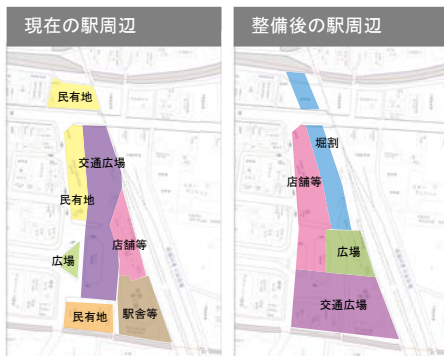 現在の駅周辺
民有地
交通広場
民有地
店舗等
広場
民有地
駅舎等
整備後の駅周辺
堀割
店舗等
広場
交通広場